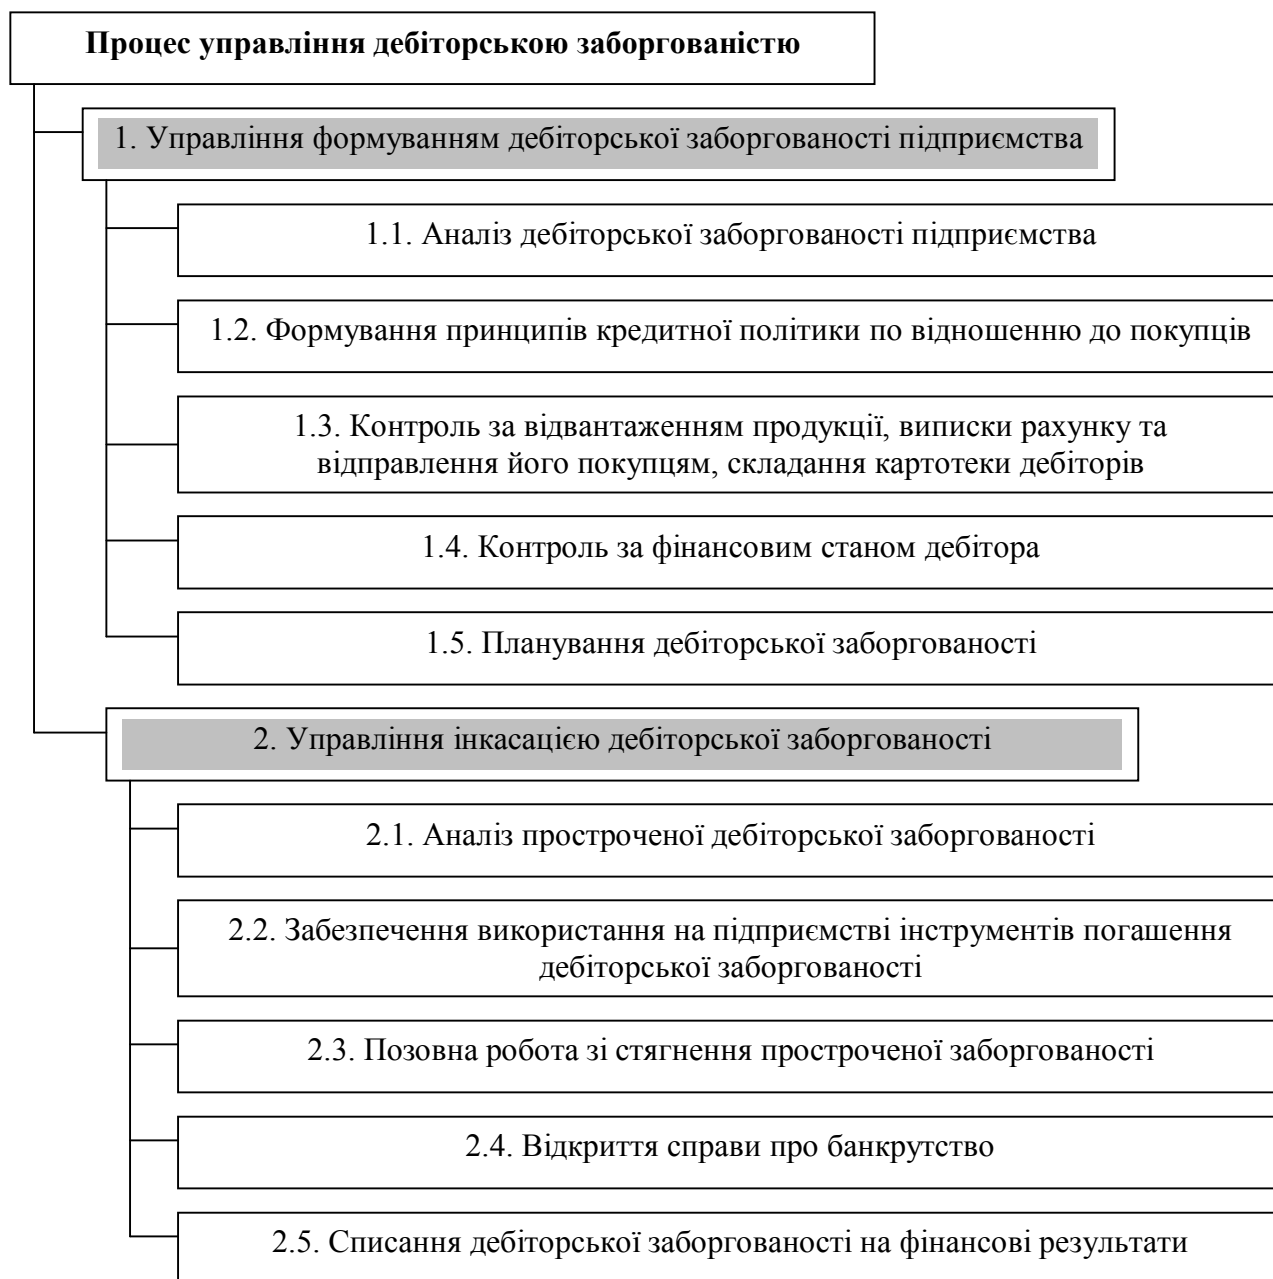 Процес управління дебіторською заборгованістю
1. Управління формуванням дебіторської заборгованості підприємства
1.1. Аналіз дебіторської заборгованості підприємства
1.2. Формування принципів кредитної політики по відношенню до покупців
1.3. Контроль за відвантаженням продукції, виписки рахунку та
відправлення його покупцям, складання картотеки дебіторів
1.4. Контроль за фінансовим станом дебітора
1.5. Планування дебіторської заборгованості
2. Управління інкасацією дебіторської заборгованості
2.1. Аналіз простроченої дебіторської заборгованості
2.2. Забезпечення використання на підприємстві інструментів погашення
дебіторської заборгованості
2.3. Позовна робота зі стягнення простроченої заборгованості
2.4. Відкриття справи про банкрутство
2.5. Списання дебіторської заборгованості на фінансові результати